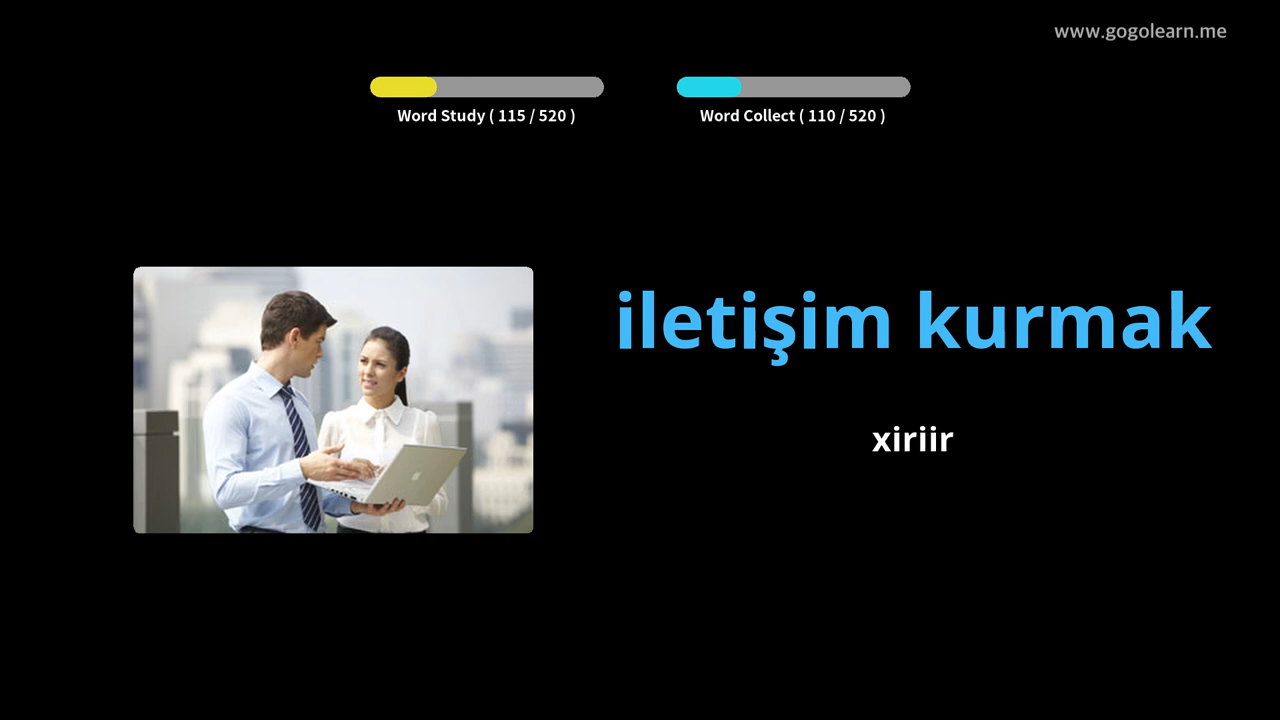 www.gogolearn.me
Word Study ( 115 / 520 )
Word Collect ( 110 / 520 )
iletişim kurmak
xiriir